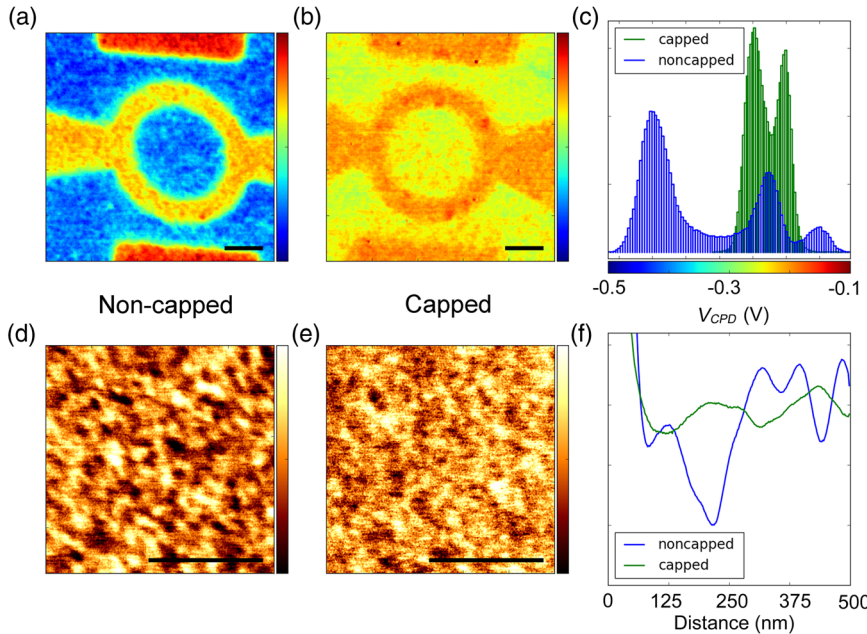 (a)
(b)
(c)
capped
noncapped
-0.5
-0.3
-0.1
V_CPD (V)
Non-capped
Capped
(d)
(e)
(f)
noncapped
capped
0
125
250
375
500
Distance (nm)